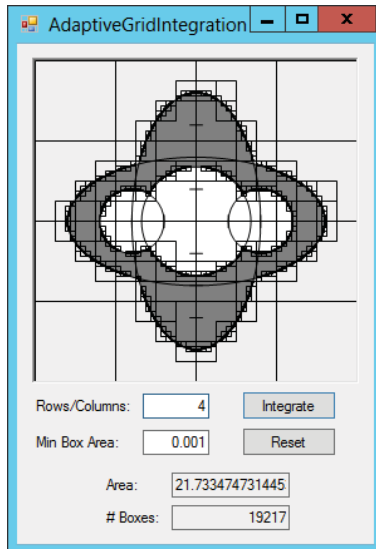 AdaptiveGridIntegration
Rows/Columns: 4 Integrate
Min Box Area: 0.001 Reset
Area: 21.733474731445
# Boxes: 19217